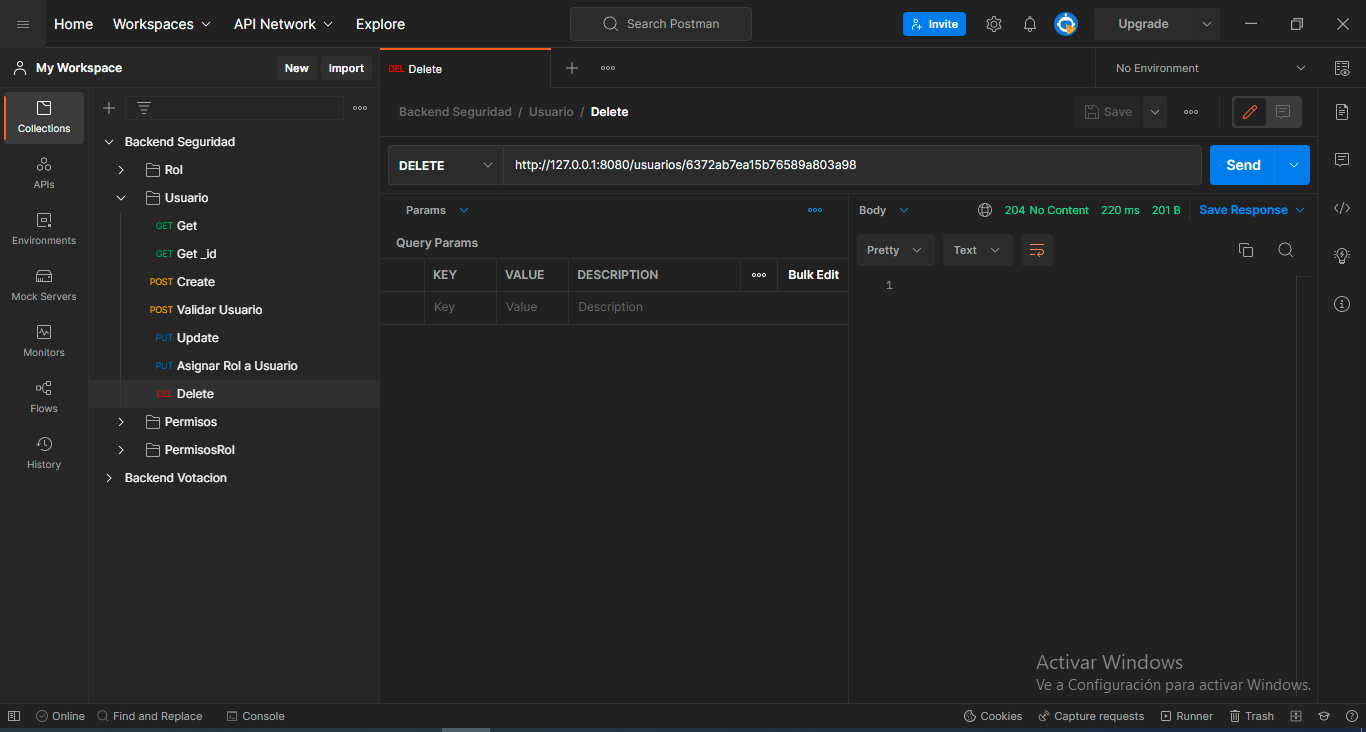 Home Workspaces API Network Explore Search Postman Invite Upgrade
My Workspace New Import DEL Delete No Environment
Collections
APIs
Environments
Mock Servers
Monitors
Flows
History
Backend Seguridad
Rol
Usuario
GET Get
GET Get _id
POST Create
POST Validar Usuario
PUT Update
PUT Asignar Rol a Usuario
DEL Delete
Permisos
PermisosRol
Backend Votacion
Backend Seguridad / Usuario / Delete Save
DELETE http://127.0.0.1:8080/usuarios/6372ab7ea15b76589a803a98 Send
Params
Query Params
KEY VALUE DESCRIPTION Bulk Edit
Key Value Description
Body 204 No Content 220 ms 201 B Save Response
Pretty Text
1
Activar Windows
Ve a Configuración para activar Windows.
Online Find and Replace Console Cookies Capture requests Runner Trash